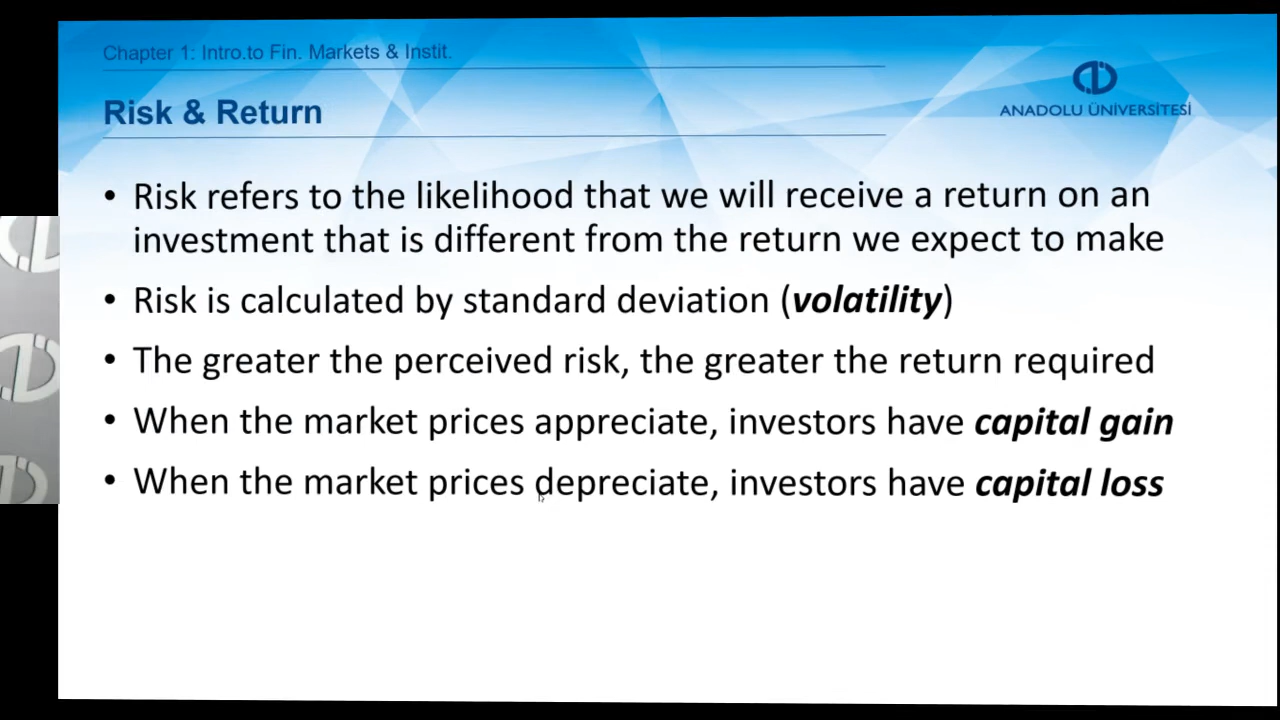 Chapter 1: Intro.to Fin. Markets & Instit.
Risk & Return
ANADOLU ÜNİVERSİTESİ
• Risk refers to the likelihood that we will receive a return on an
investment that is different from the return we expect to make
• Risk is calculated by standard deviation (volatility)
• The greater the perceived risk, the greater the return required
• When the market prices appreciate, investors have capital gain
• When the market prices depreciate, investors have capital loss